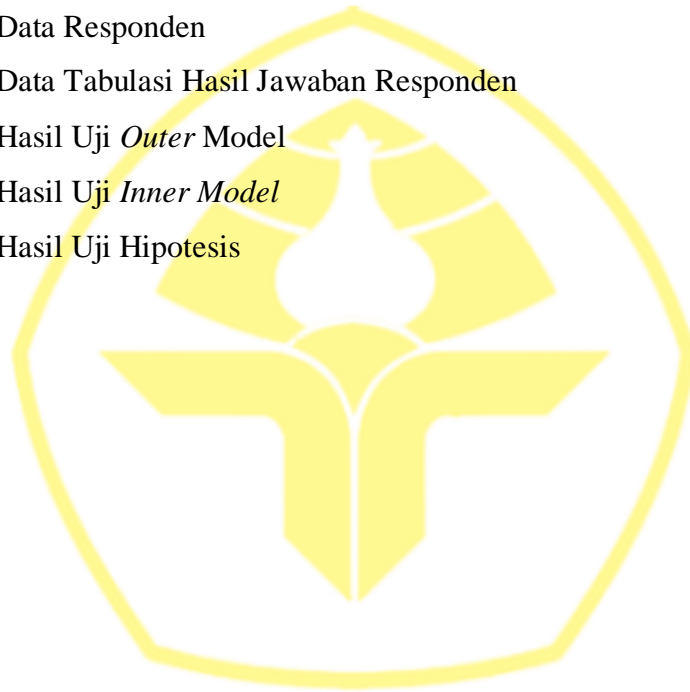 Data Responden
Data Tabulasi Hasil Jawaban Responden
Hasil Uji Outer Model
Hasil Uji Inner Model
Hasil Uji Hipotesis